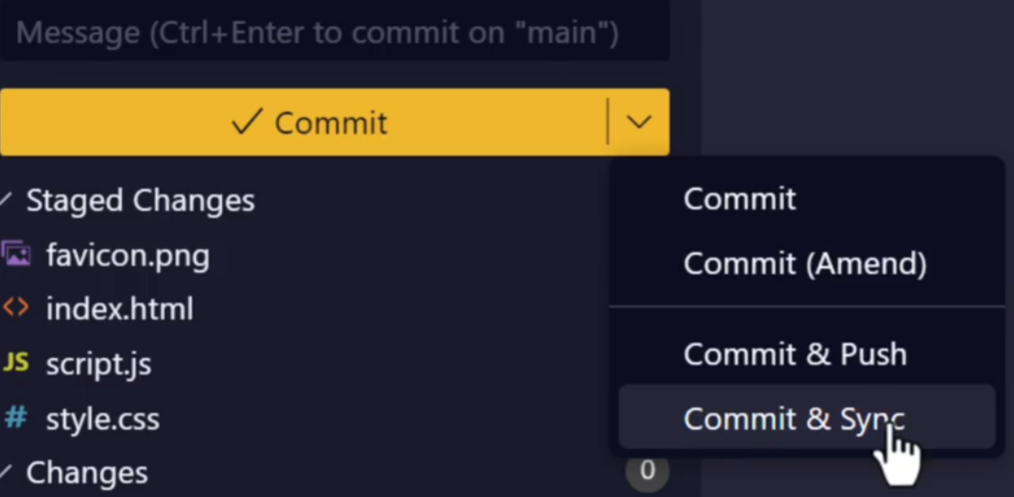 Message (Ctrl+Enter to commit on "main")
Commit
Staged Changes
favicon.png
index.html
JS script.js
# style.css
Changes
0
Commit
Commit (Amend)
Commit & Push
Commit & Sync